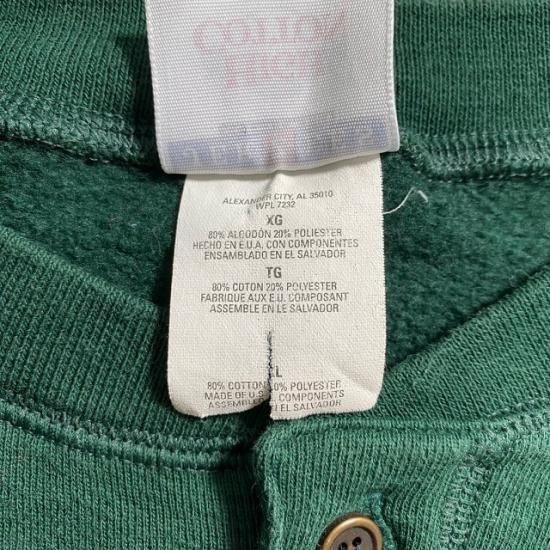 COTTON
HIGH
ALEXANDER CITY, AL 35010
WPL 7232
XG
80% ALGODÓN 20% POLIESTER
HECHO EN E.U.A. CON COMPONENTES
ENSAMBLADO EN EL SALVADOR
TG
80% COTON 20% POLYESTER
FABRIQUE AUX E.U. COMPOSANT
ASSEMBLE EN LE SALVADOR
80% COTTON 20% POLYESTER
MADE OF U.S. COMPONENTS
EL SALVADOR